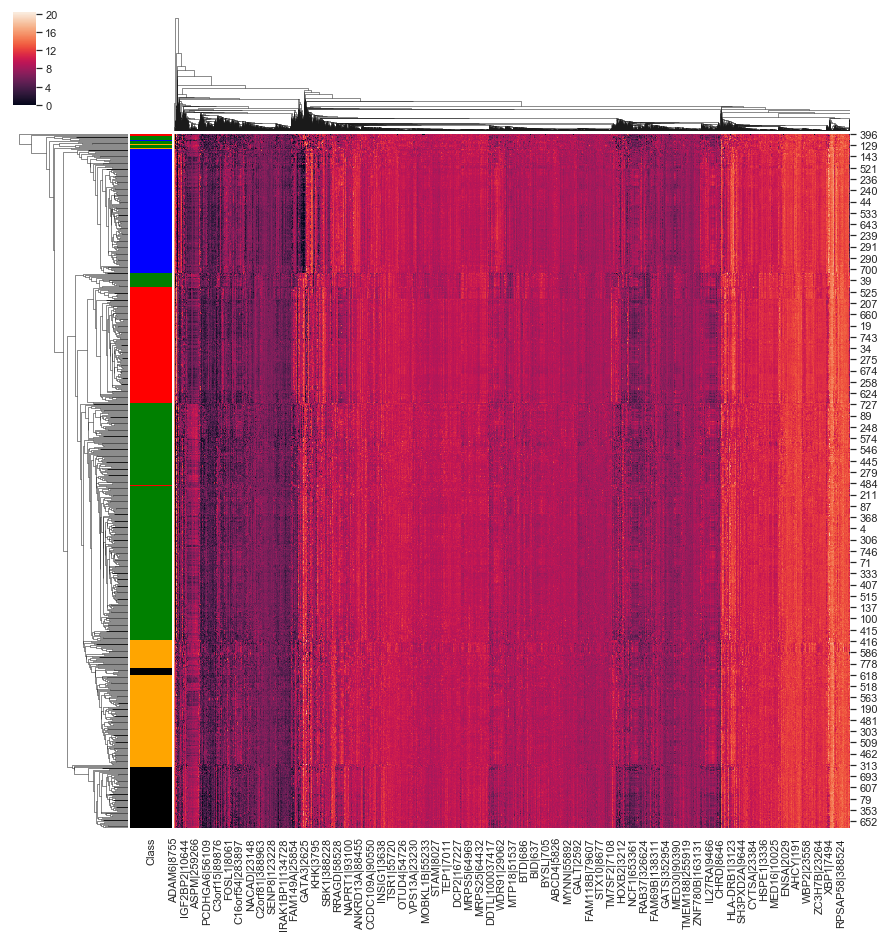 20
16
12
8
4
0
396
129
143
521
236
240
44
533
643
239
291
290
700
39
525
207
660
19
743
34
275
674
258
624
727
89
248
574
546
445
279
484
211
87
368
4
306
746
71
333
407
515
137
100
415
416
586
778
618
518
563
190
481
303
509
462
313
693
607
79
353
652
Class
ADAM6|8755
IGF2BP2|10644
ASPM|259266
PCDHGA6|56109
C3orf15|89876
FOSL1|8061
C16orf54|283897
NACAD|23148
C2orf81|388963
SENP8|123228
IRAK1BP1|134728
FAM149A|25854
GATA3|2625
KHK|3795
SBK1|388228
RRAGD|58528
NAPRT1|93100
ANKRD13A|88455
CCDC109A|90550
INSIG1|3638
TSR1|55720
OTUD4|54726
VPS13A|23230
MOBKL1B|55233
STAM|8027
TEP1|7011
DCP2|167227
MRPS5|64969
MRPS26|64432
DDTL|100037417
WDR91|29062
MTP18|51537
BTD|686
BID|637
BYSL|705
ABCD4|5826
MYNN|55892
GAL|2592
FAM118B|79607
STX10|8677
TM7SF2|7108
HOXB2|3212
NCF1|653361
RAB37|326624
FAM69B|138311
GATS|352954
MED30|90390
TMEM188|255919
ZNF780B|163131
IL27RA|9466
CHRD|8646
HLA-DRB3|3123
SH3PXD2A|9644
CYTSA|23384
HSPE1|3336
MED16|10025
ENSA|2029
AHCY|191
WBP2|23558
ZC3H7B|23264
XBP1|7494
RPSAP58|388524